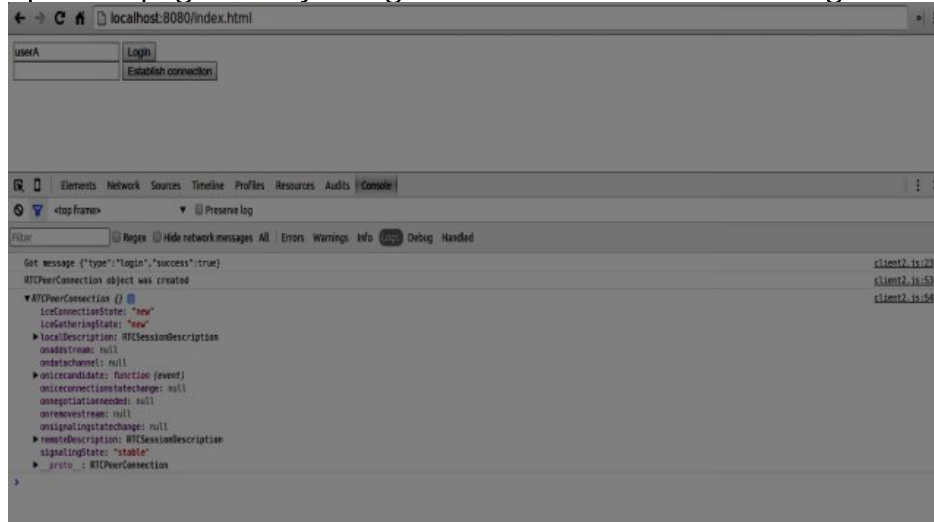 localhost:8080/index.html
userA Login
Establish connection
Elements Network Sources Timeline Profiles Resources Audits Console
<top frame> Preserve log
Filter Regex Hide network messages All Errors Warnings Info Logs Debug Handled
Got message {"type":"login","success":true} client2.js:23
RTCPeerConnection object was created client2.js:53
RTCPeerConnection {} client2.js:54
iceConnectionState: "new"
iceGatheringState: "new"
localDescription: RTCSessionDescription
onaddstream: null
ondatachannel: null
onicecandidate: function (event)
oniceconnectionstatechange: null
onnegotiationneeded: null
onremovestream: null
onsignalingstatechange: null
remoteDescription: RTCSessionDescription
signalingState: "stable"
__proto__: RTCPeerConnection